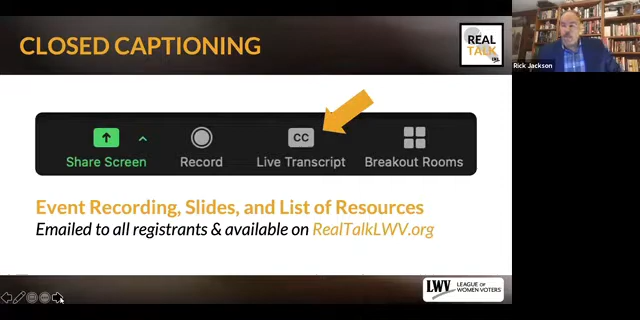 CLOSED CAPTIONING
REAL
TALK
Rick Jackson
CC
Share Screen
Record
Live Transcript
Breakout Rooms
Event Recording, Slides, and List of Resources
Emailed to all registrants & available on RealTalkLWV.org
LWV
LEAGUE OF
WOMEN VOTERS